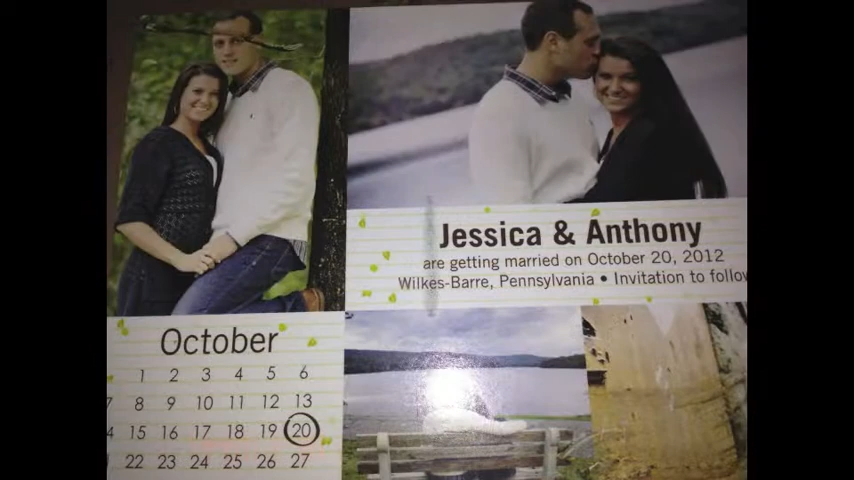 Jessica & Anthony
are getting married on October 20, 2012
Wilkes-Barre, Pennsylvania • Invitation to follow
October
1 2 3 4 5 6
7 8 9 10 11 12 13
15 16 17 18 19 20
22 23 24 25 26 27